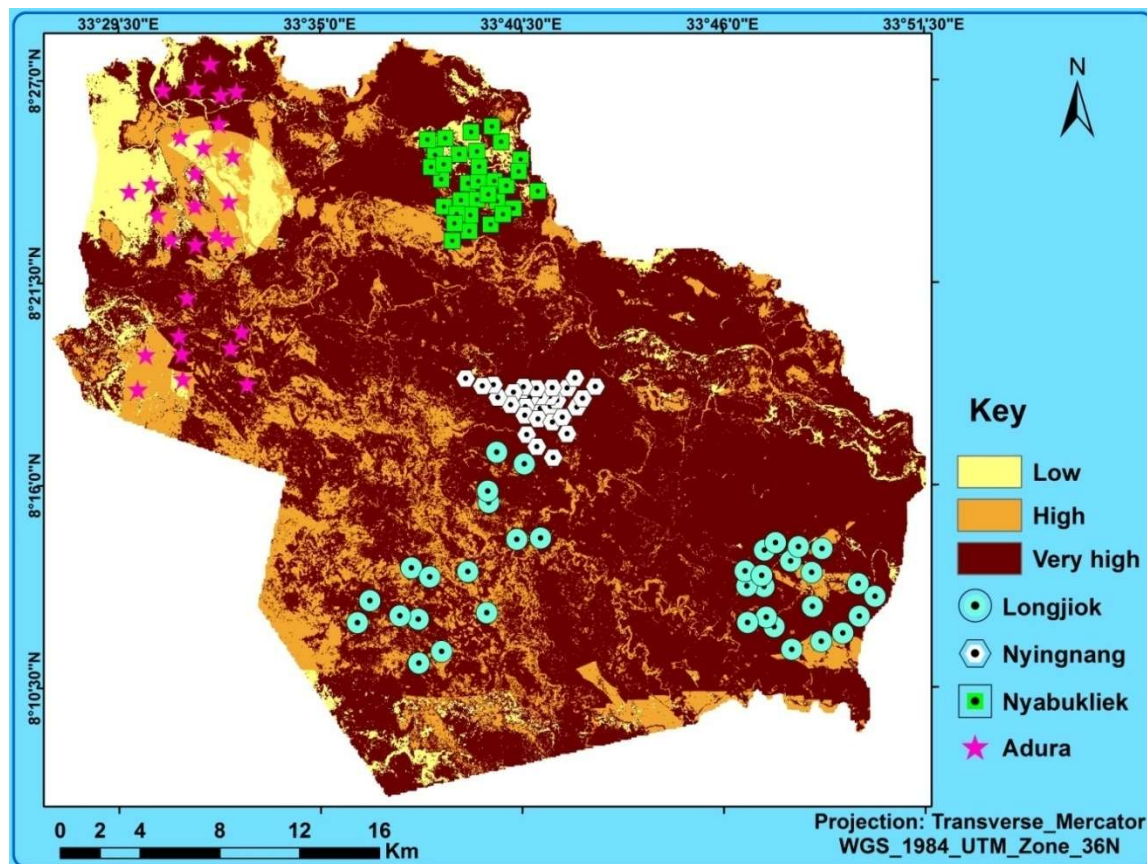 33°29'30"E 33°35'0"E 33°40'30"E 33°46'0"E 33°51'30"E
8°27'0"N
8°21'30"N
8°16'0"N
8°10'30"N
N
Key
Low
High
Very high
Longjiok
Nyingnang
Nyabukliek
Adura
0 2 4 8 12 16
Km
Projection: Transverse_Mercator
WGS_1984_UTM_Zone_36N